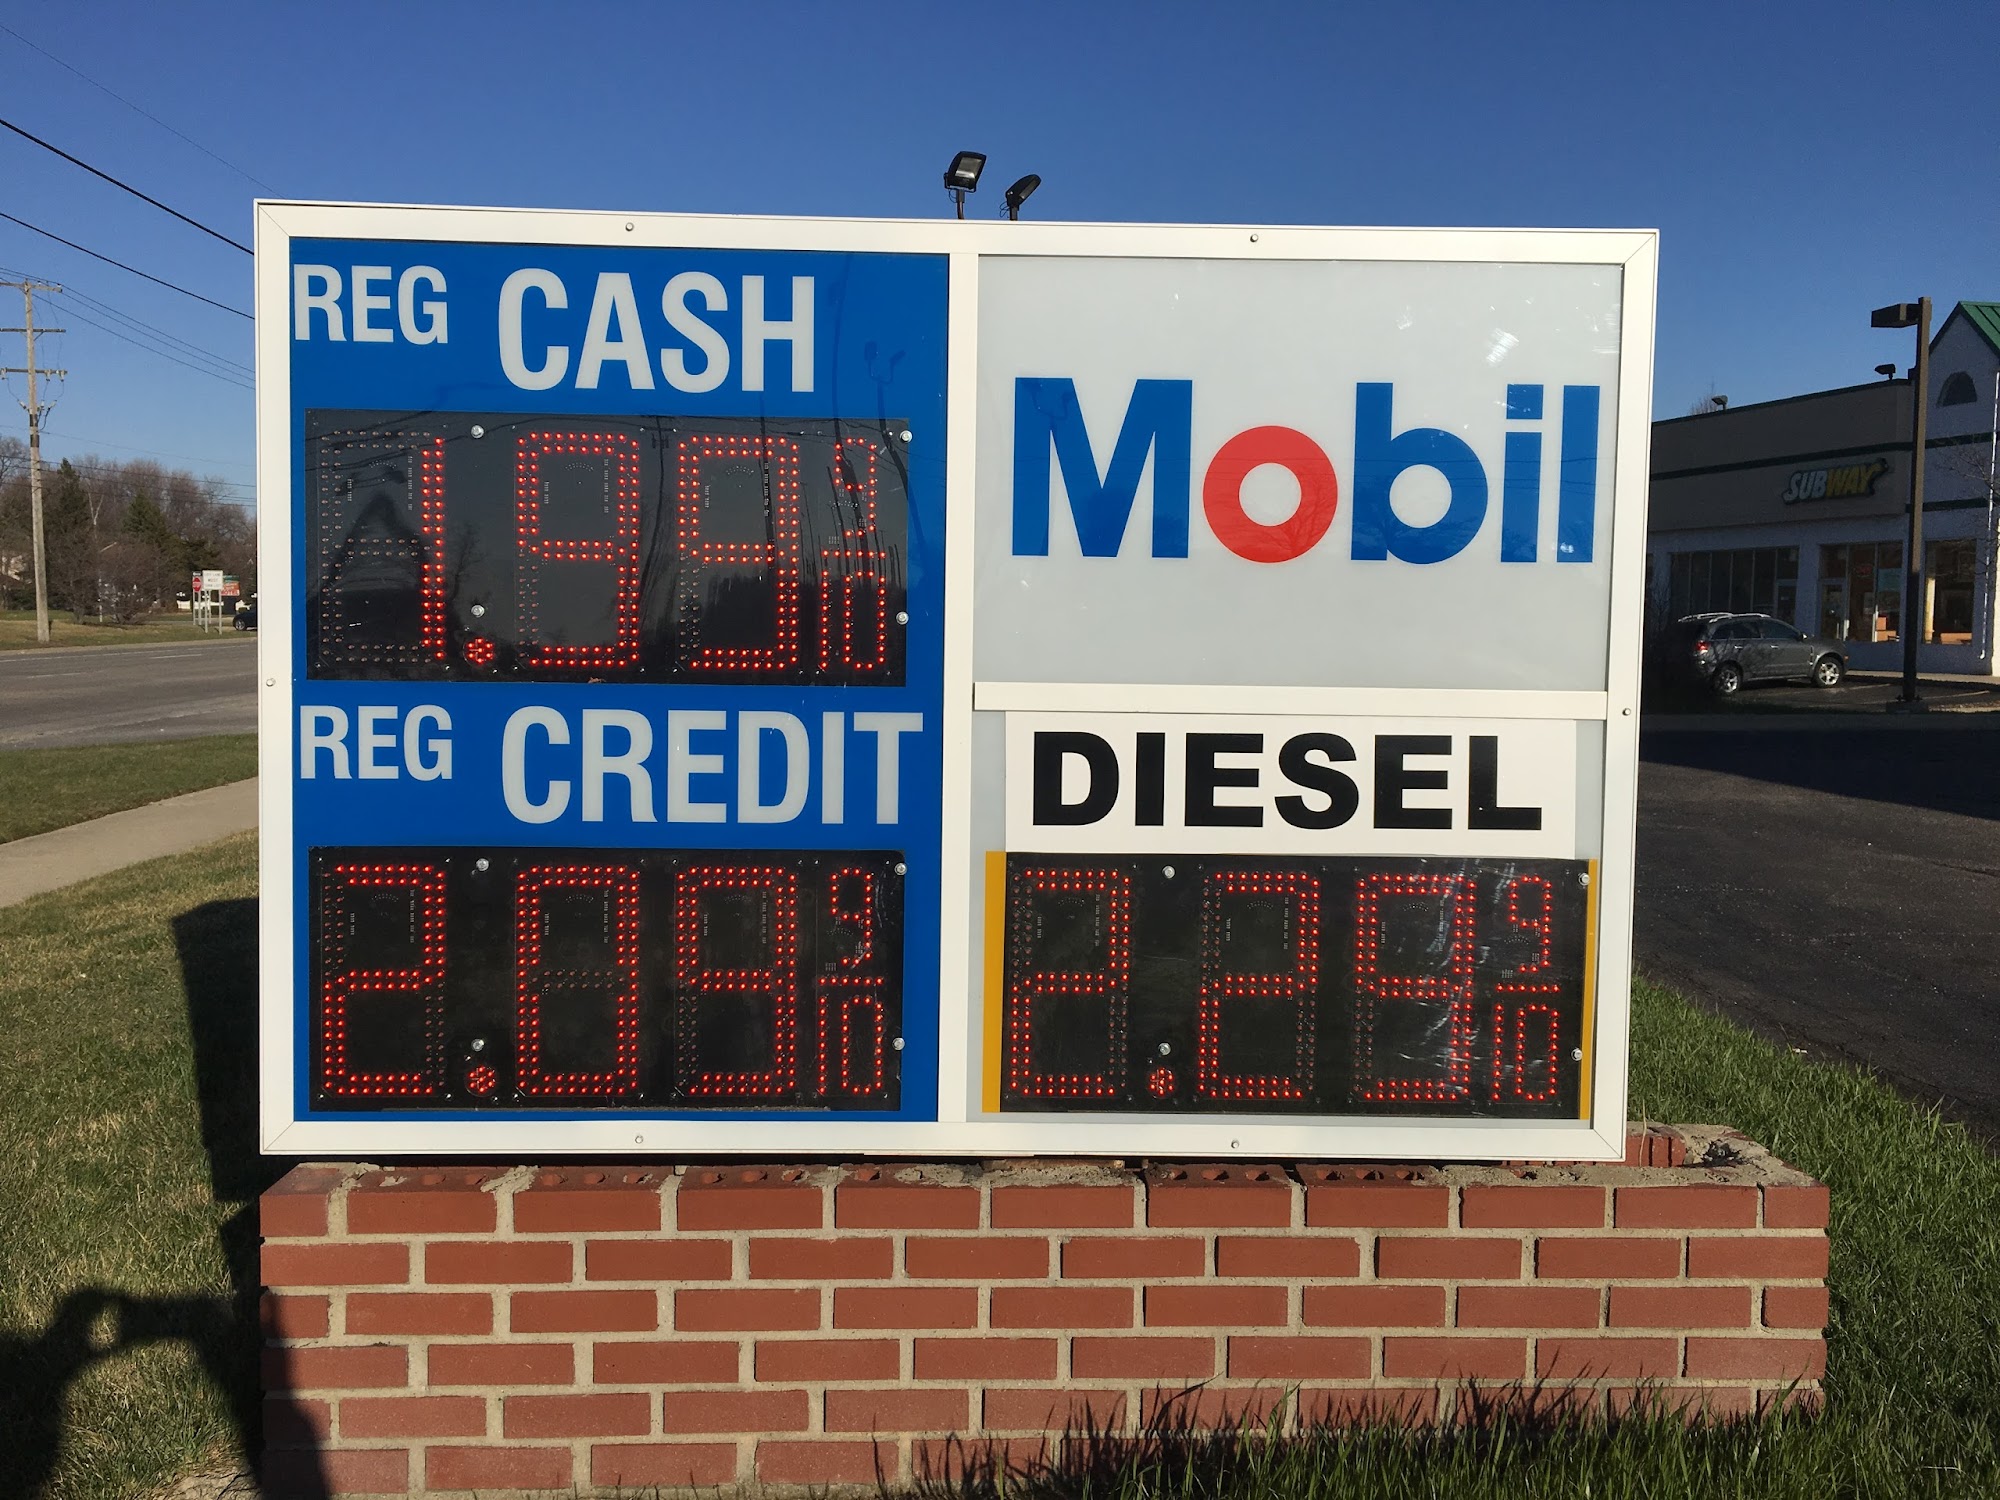 REG CASH
1.99 9/10
REG CREDIT
2.09 9/10
Mobil
DIESEL
2.29 9/10
SUBWAY